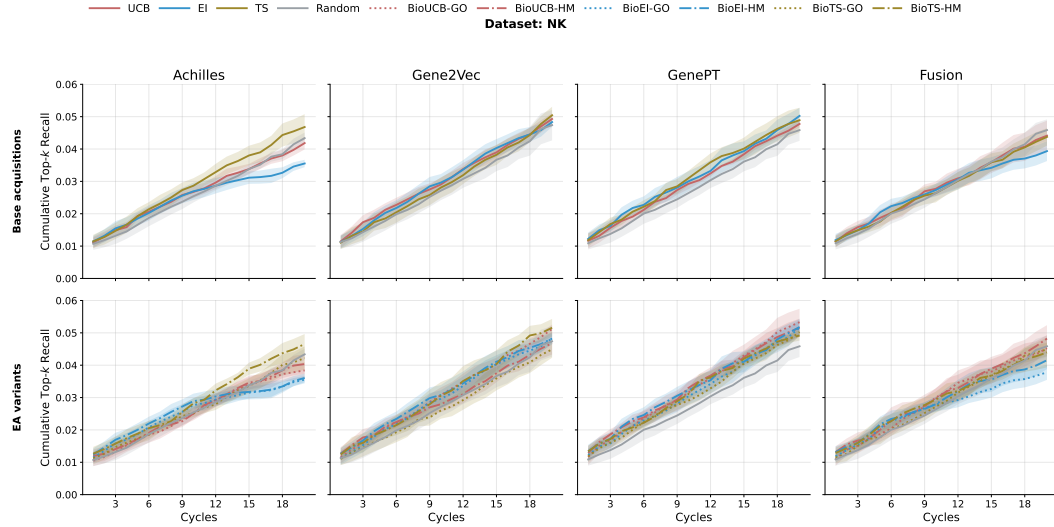 UCB EI TS Random BioUCB-GO BioUCB-HM BioEI-GO BioEI-HM BioTS-GO BioTS-HM
Dataset: NK
Achilles Gene2Vec GenePT Fusion
Base acquisitions
Cumulative Top-k Recall
0.06
0.05
0.04
0.03
0.02
0.01
0.00
EA variants
Cumulative Top-k Recall
0.06
0.05
0.04
0.03
0.02
0.01
0.00
3 6 9 12 15 18 3 6 9 12 15 18 3 6 9 12 15 18 3 6 9 12 15 18
Cycles Cycles Cycles Cycles